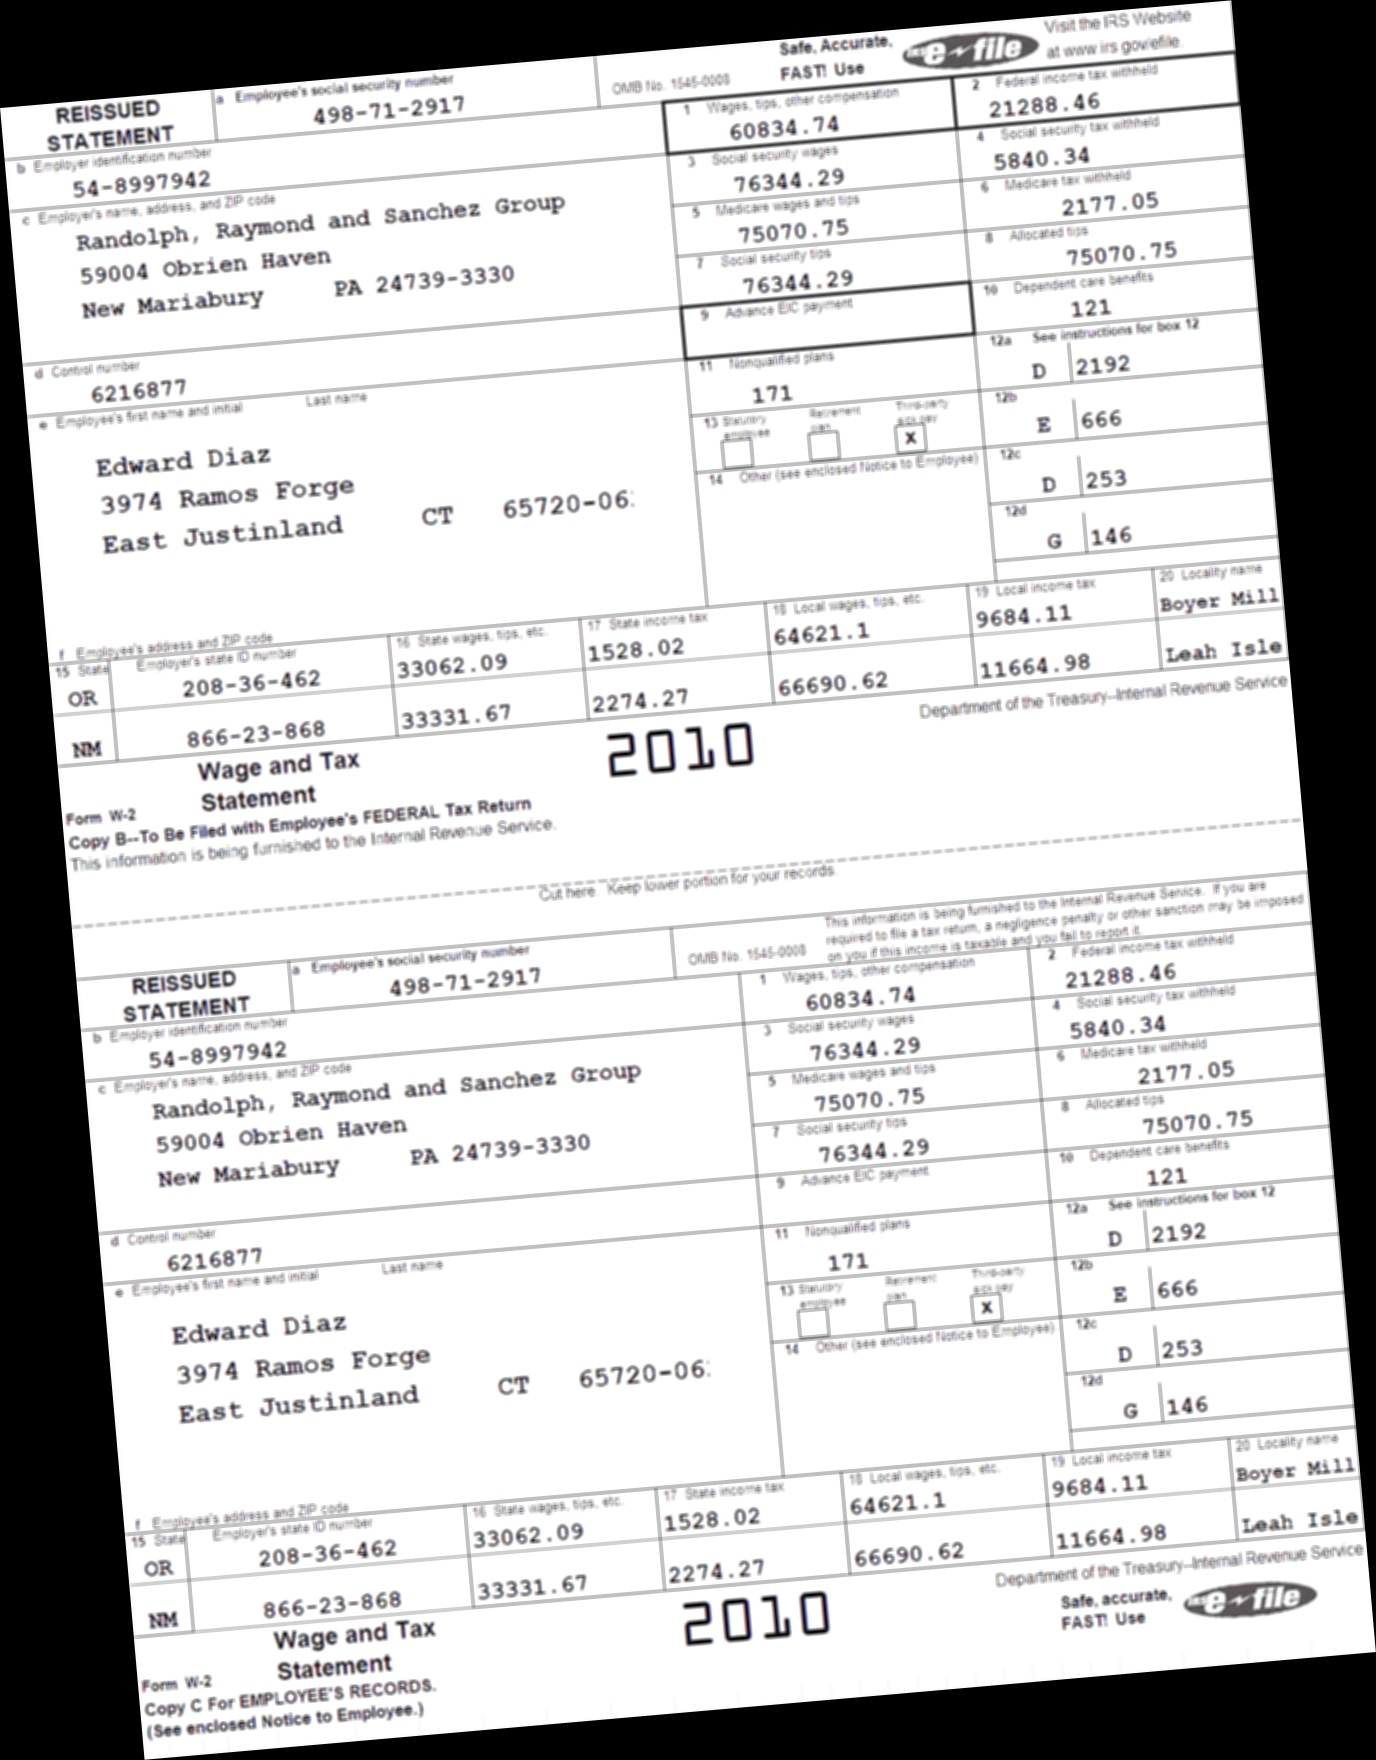 Visit the IRS Website
at www irs gov/efile.
Safe, Accurate,
FAST! Use
IRS e-file
REISSUED
STATEMENT
a Employee's social security number
498-71-2917
OMB No. 1545-0008
1 Wages, tips, other compensation
60834.74
2 Federal income tax withheld
21288.46
b Employer identification number
54-8997942
3 Social security wages
76344.29
4 Social security tax withheld
5840.34
c Employer's name, address, and ZIP code
Randolph, Raymond and Sanchez Group
59004 Obrien Haven
New Mariabury PA 24739-3330
5 Medicare wages and tips
75070.75
6 Medicare tax withheld
2177.05
7 Social security tips
76344.29
8 Allocated tips
75070.75
9 Advance EIC payment
10 Dependent care benefits
121
d Control number
6216877
11 Nonqualified plans
171
12a See instructions for box 12
D 2192
e Employee's first name and initial Last name
Edward Diaz
3974 Ramos Forge
East Justinland CT 65720-06
13 Statutory employee Retirement plan Third-party sick pay
X
12b
E 666
14 Other (see enclosed Notice to Employee)
12c
D 253
12d
G 146
f Employee's address and ZIP code
15 State Employer's state ID number
16 State wages, tips, etc.
17 State income tax
18 Local wages, tips, etc.
19 Local income tax
20 Locality name
OR 208-36-462 33062.09 1528.02 64621.1 9684.11 Boyer Mill
NM 866-23-868 33331.67 2274.27 66690.62 11664.98 Leah Isle
Department of the Treasury--Internal Revenue Service
Form W-2
Wage and Tax
Statement
2010
Copy B--To Be Filed with Employee's FEDERAL Tax Return
This information is being furnished to the Internal Revenue Service.
Cut here. Keep lower portion for your records.
This information is being furnished to the Internal Revenue Service. If you are
required to file a tax return, a negligence penalty or other sanction may be imposed
on you if this income is taxable and you fail to report it.
REISSUED
STATEMENT
a Employee's social security number
498-71-2917
OMB No. 1545-0008
1 Wages, tips, other compensation
60834.74
2 Federal income tax withheld
21288.46
b Employer identification number
54-8997942
3 Social security wages
76344.29
4 Social security tax withheld
5840.34
c Employer's name, address, and ZIP code
Randolph, Raymond and Sanchez Group
59004 Obrien Haven
New Mariabury PA 24739-3330
5 Medicare wages and tips
75070.75
6 Medicare tax withheld
2177.05
7 Social security tips
76344.29
8 Allocated tips
75070.75
9 Advance EIC payment
10 Dependent care benefits
121
d Control number
6216877
11 Nonqualified plans
171
12a See instructions for box 12
D 2192
e Employee's first name and initial Last name
Edward Diaz
3974 Ramos Forge
East Justinland CT 65720-06
13 Statutory employee Retirement plan Third-party sick pay
X
12b
E 666
14 Other (see enclosed Notice to Employee)
12c
D 253
12d
G 146
f Employee's address and ZIP code
15 State Employer's state ID number
16 State wages, tips, etc.
17 State income tax
18 Local wages, tips, etc.
19 Local income tax
20 Locality name
OR 208-36-462 33062.09 1528.02 64621.1 9684.11 Boyer Mill
NM 866-23-868 33331.67 2274.27 66690.62 11664.98 Leah Isle
Department of the Treasury--Internal Revenue Service
Safe, accurate,
FAST! Use
IRS e-file
Form W-2
Wage and Tax
Statement
2010
Copy C For EMPLOYEE'S RECORDS.
(See enclosed Notice to Employee.)